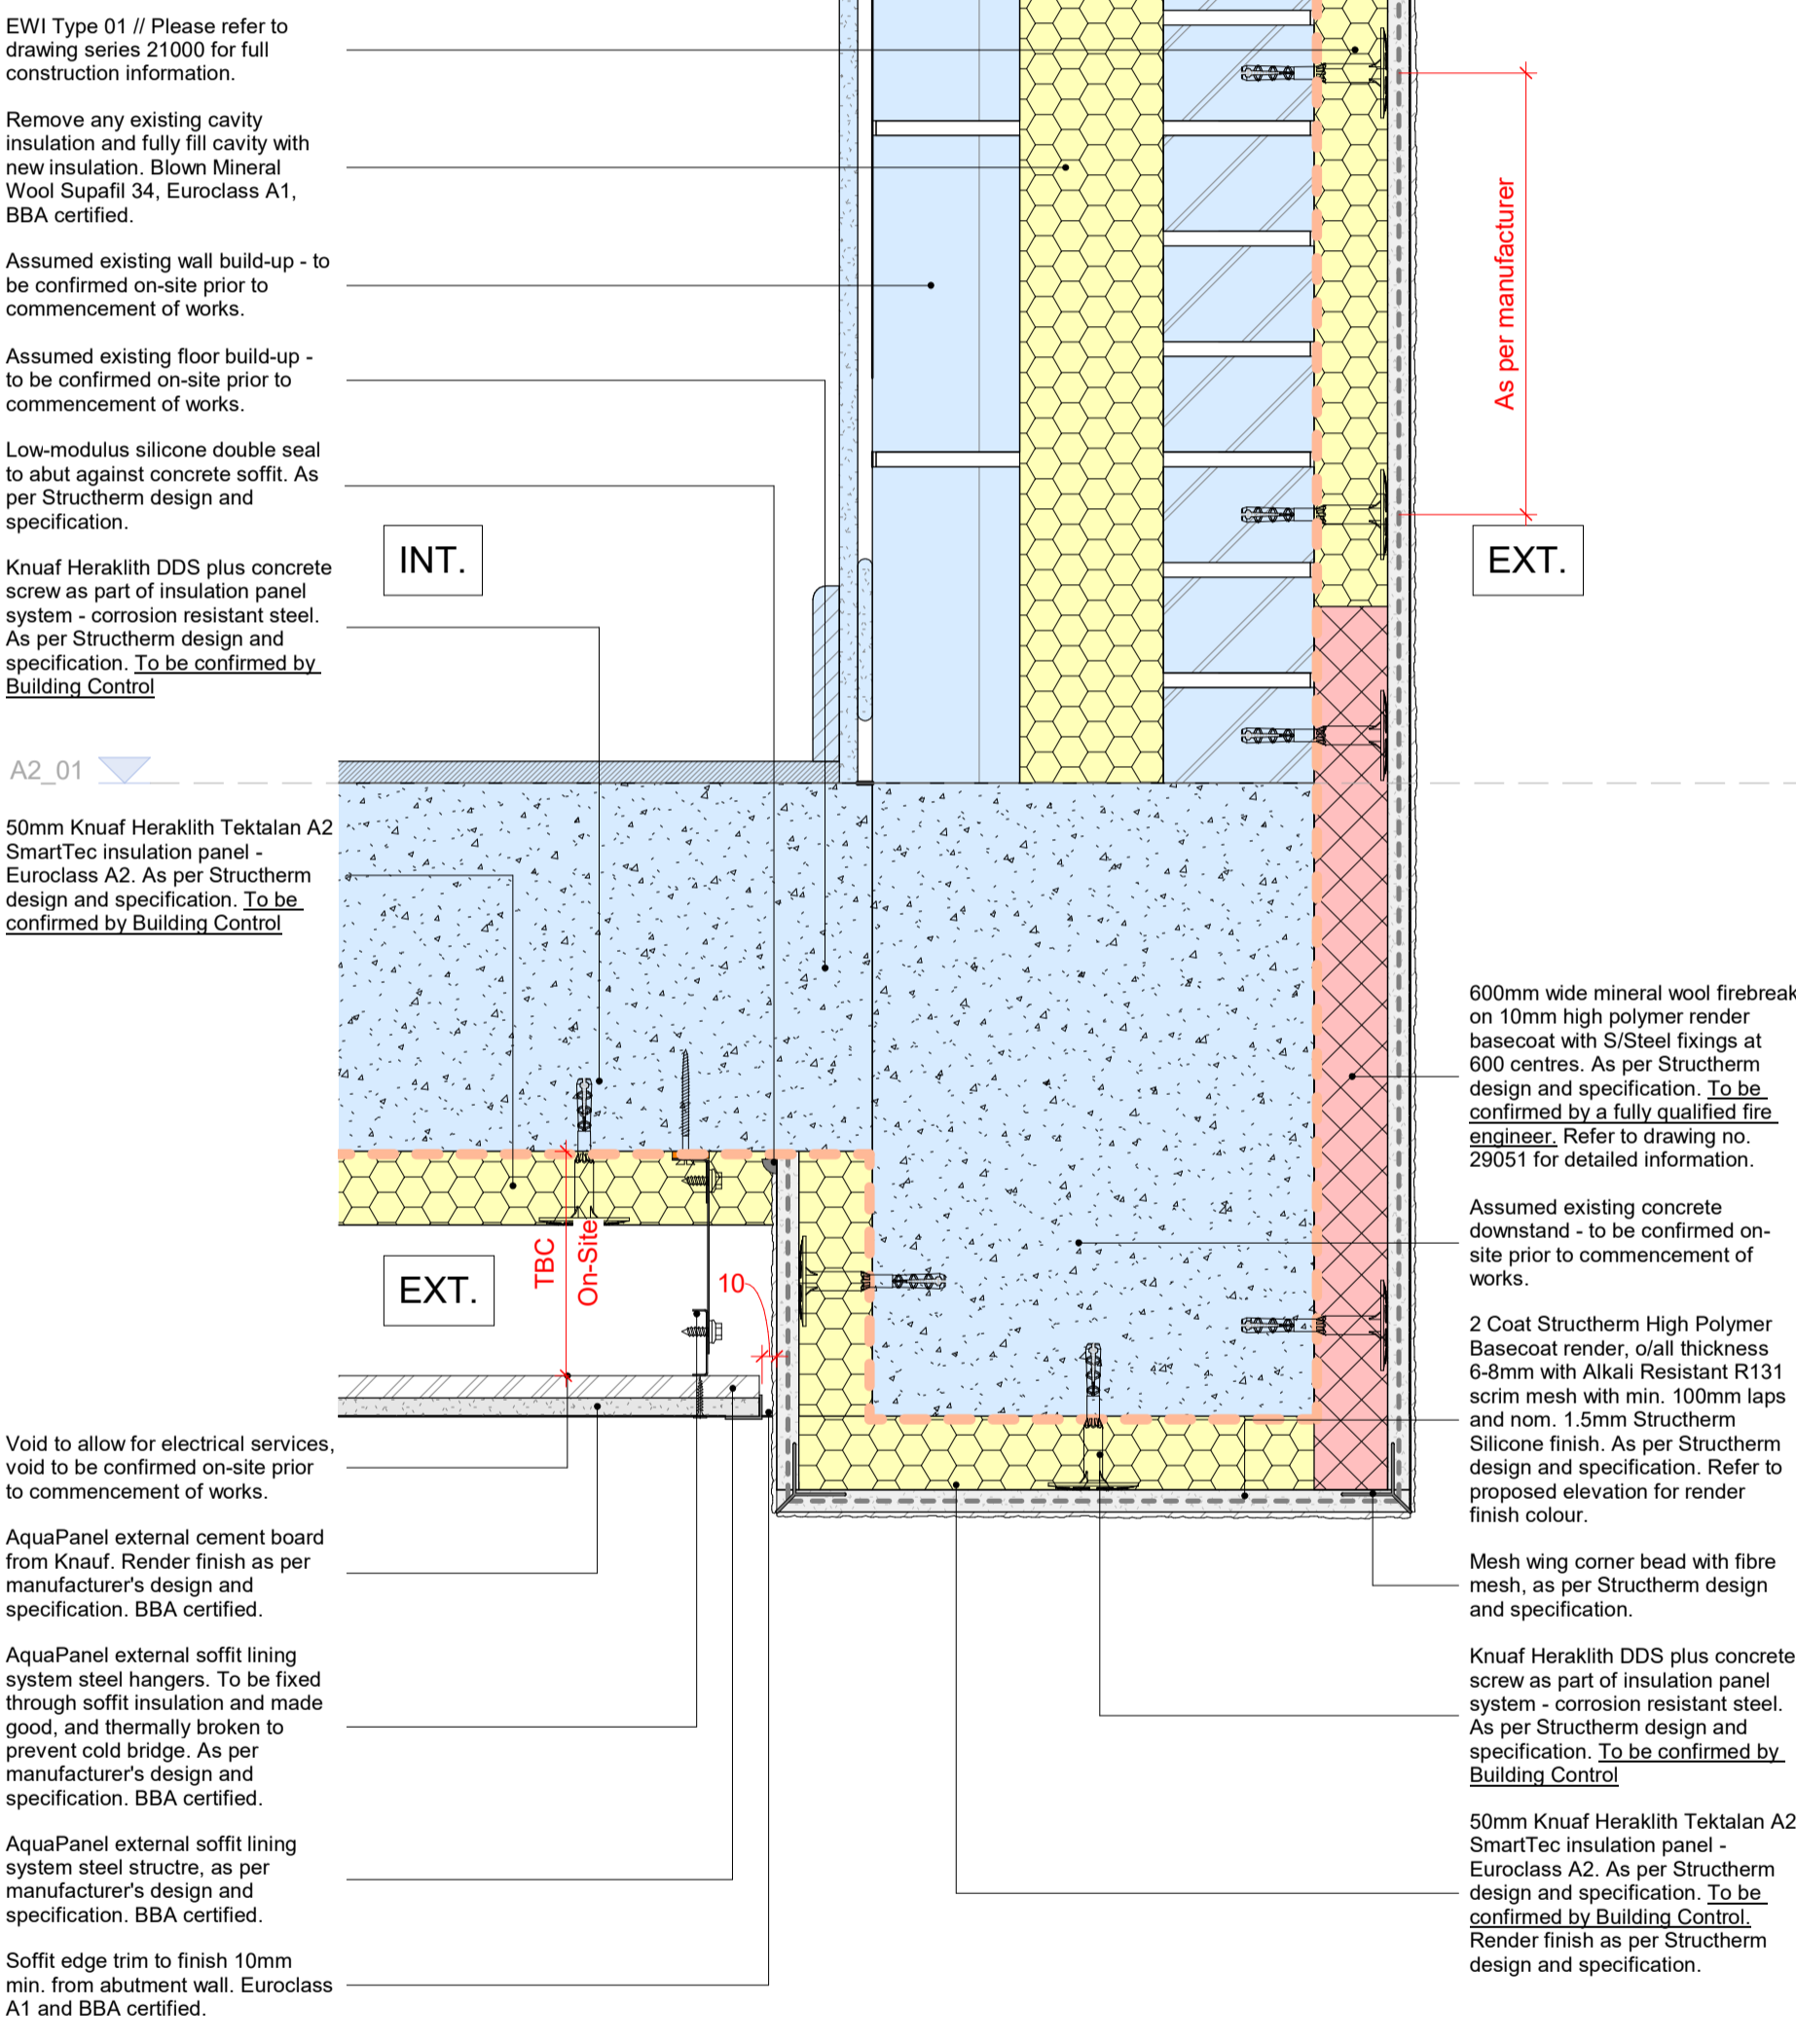 EWI Type 01 // Please refer to
drawing series 21000 for full
construction information.
Remove any existing cavity
insulation and fully fill cavity with
new insulation. Blown Mineral
Wool Supafil 34, Euroclass A1,
BBA certified.
Assumed existing wall build-up - to
be confirmed on-site prior to
commencement of works.
Assumed existing floor build-up -
to be confirmed on-site prior to
commencement of works.
Low-modulus silicone double seal
to abut against concrete soffit. As
per Structherm design and
specification.
Knuaf Heraklith DDS plus concrete
screw as part of insulation panel
system - corrosion resistant steel.
As per Structherm design and
specification. To be confirmed by
Building Control
A2_01
50mm Knuaf Heraklith Tektalan A2
SmartTec insulation panel -
Euroclass A2. As per Structherm
design and specification. To be
confirmed by Building Control
Void to allow for electrical services,
void to be confirmed on-site prior
to commencement of works.
AquaPanel external cement board
from Knauf. Render finish as per
manufacturer's design and
specification. BBA certified.
AquaPanel external soffit lining
system steel hangers. To be fixed
through soffit insulation and made
good, and thermally broken to
prevent cold bridge. As per
manufacturer's design and
specification. BBA certified.
AquaPanel external soffit lining
system steel structre, as per
manufacturer's design and
specification. BBA certified.
Soffit edge trim to finish 10mm
min. from abutment wall. Euroclass
A1 and BBA certified.
INT.
EXT.
TBC
On-Site
10
As per manufacturer
EXT.
600mm wide mineral wool firebreak
on 10mm high polymer render
basecoat with S/Steel fixings at
600 centres. As per Structherm
design and specification. To be
confirmed by a fully qualified fire
engineer. Refer to drawing no.
29051 for detailed information.
Assumed existing concrete
downstand - to be confirmed on-
site prior to commencement of
works.
2 Coat Structherm High Polymer
Basecoat render, o/all thickness
6-8mm with Alkali Resistant R131
scrim mesh with min. 100mm laps
and nom. 1.5mm Structherm
Silicone finish. As per Structherm
design and specification. Refer to
proposed elevation for render
finish colour.
Mesh wing corner bead with fibre
mesh, as per Structherm design
and specification.
Knuaf Heraklith DDS plus concrete
screw as part of insulation panel
system - corrosion resistant steel.
As per Structherm design and
specification. To be confirmed by
Building Control
50mm Knuaf Heraklith Tektalan A2
SmartTec insulation panel -
Euroclass A2. As per Structherm
design and specification. To be
confirmed by Building Control.
Render finish as per Structherm
design and specification.